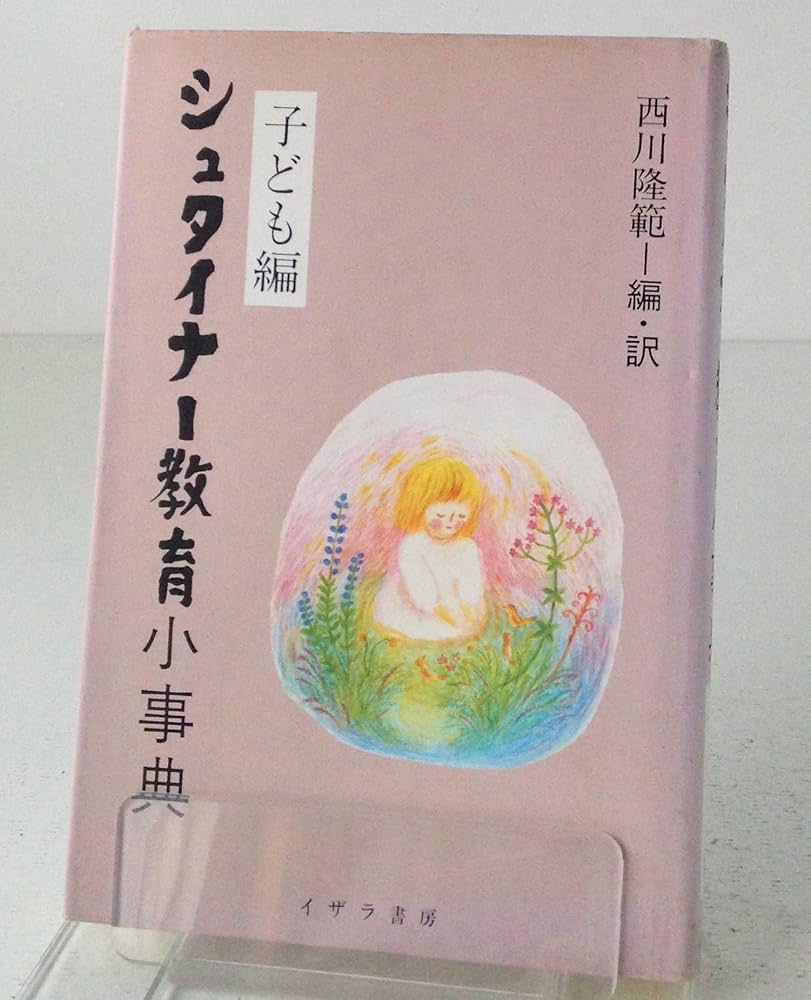 西川隆範―編・訳
子ども編
シュタイナー教育小事典
イザラ書房